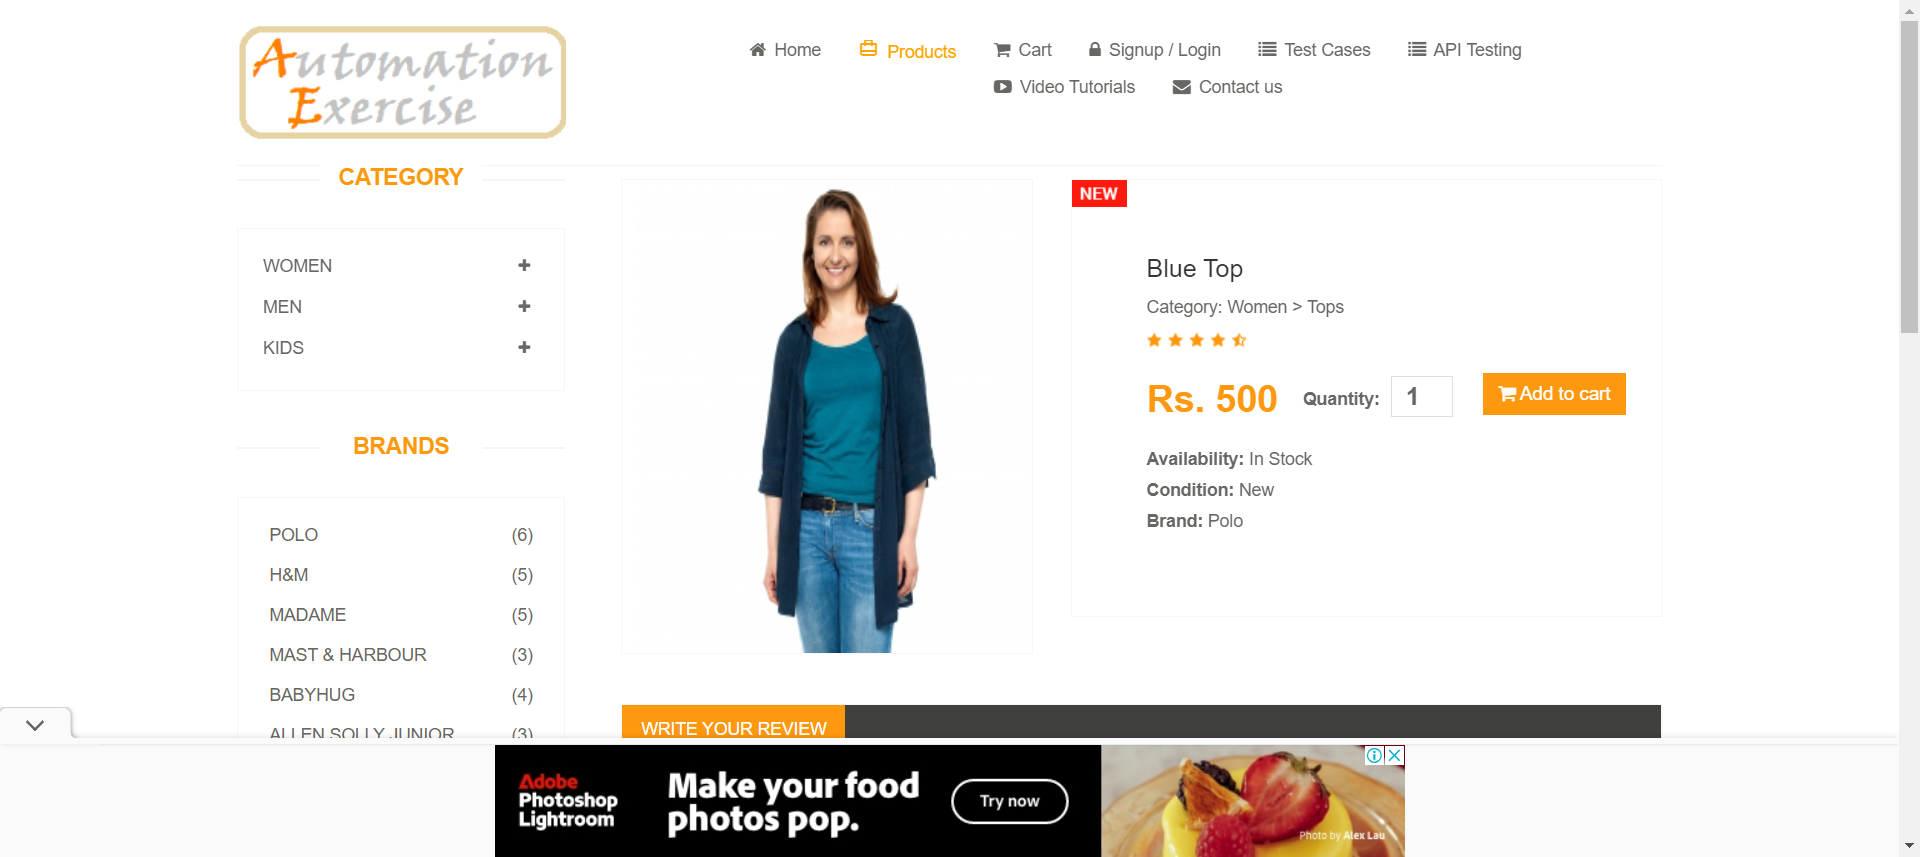 Automation
Exercise
Home
Products
Cart
Signup / Login
Test Cases
API Testing
Video Tutorials
Contact us
CATEGORY
WOMEN
MEN
KIDS
BRANDS
POLO (6)
H&M (5)
MADAME (5)
MAST & HARBOUR (3)
BABYHUG (4)
ALLEN SOLLY JUNIOR (3)
NEW
Blue Top
Category: Women > Tops
Rs. 500 Quantity: 1 Add to cart
Availability: In Stock
Condition: New
Brand: Polo
WRITE YOUR REVIEW
Adobe
Photoshop
Lightroom
Make your food
photos pop.
Try now
Photo by Alex Lau